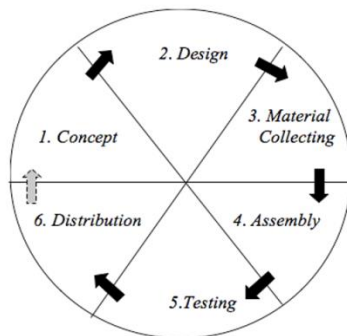 1. Concept
2. Design
3. Material
Collecting
4. Assembly
5.Testing
6. Distribution